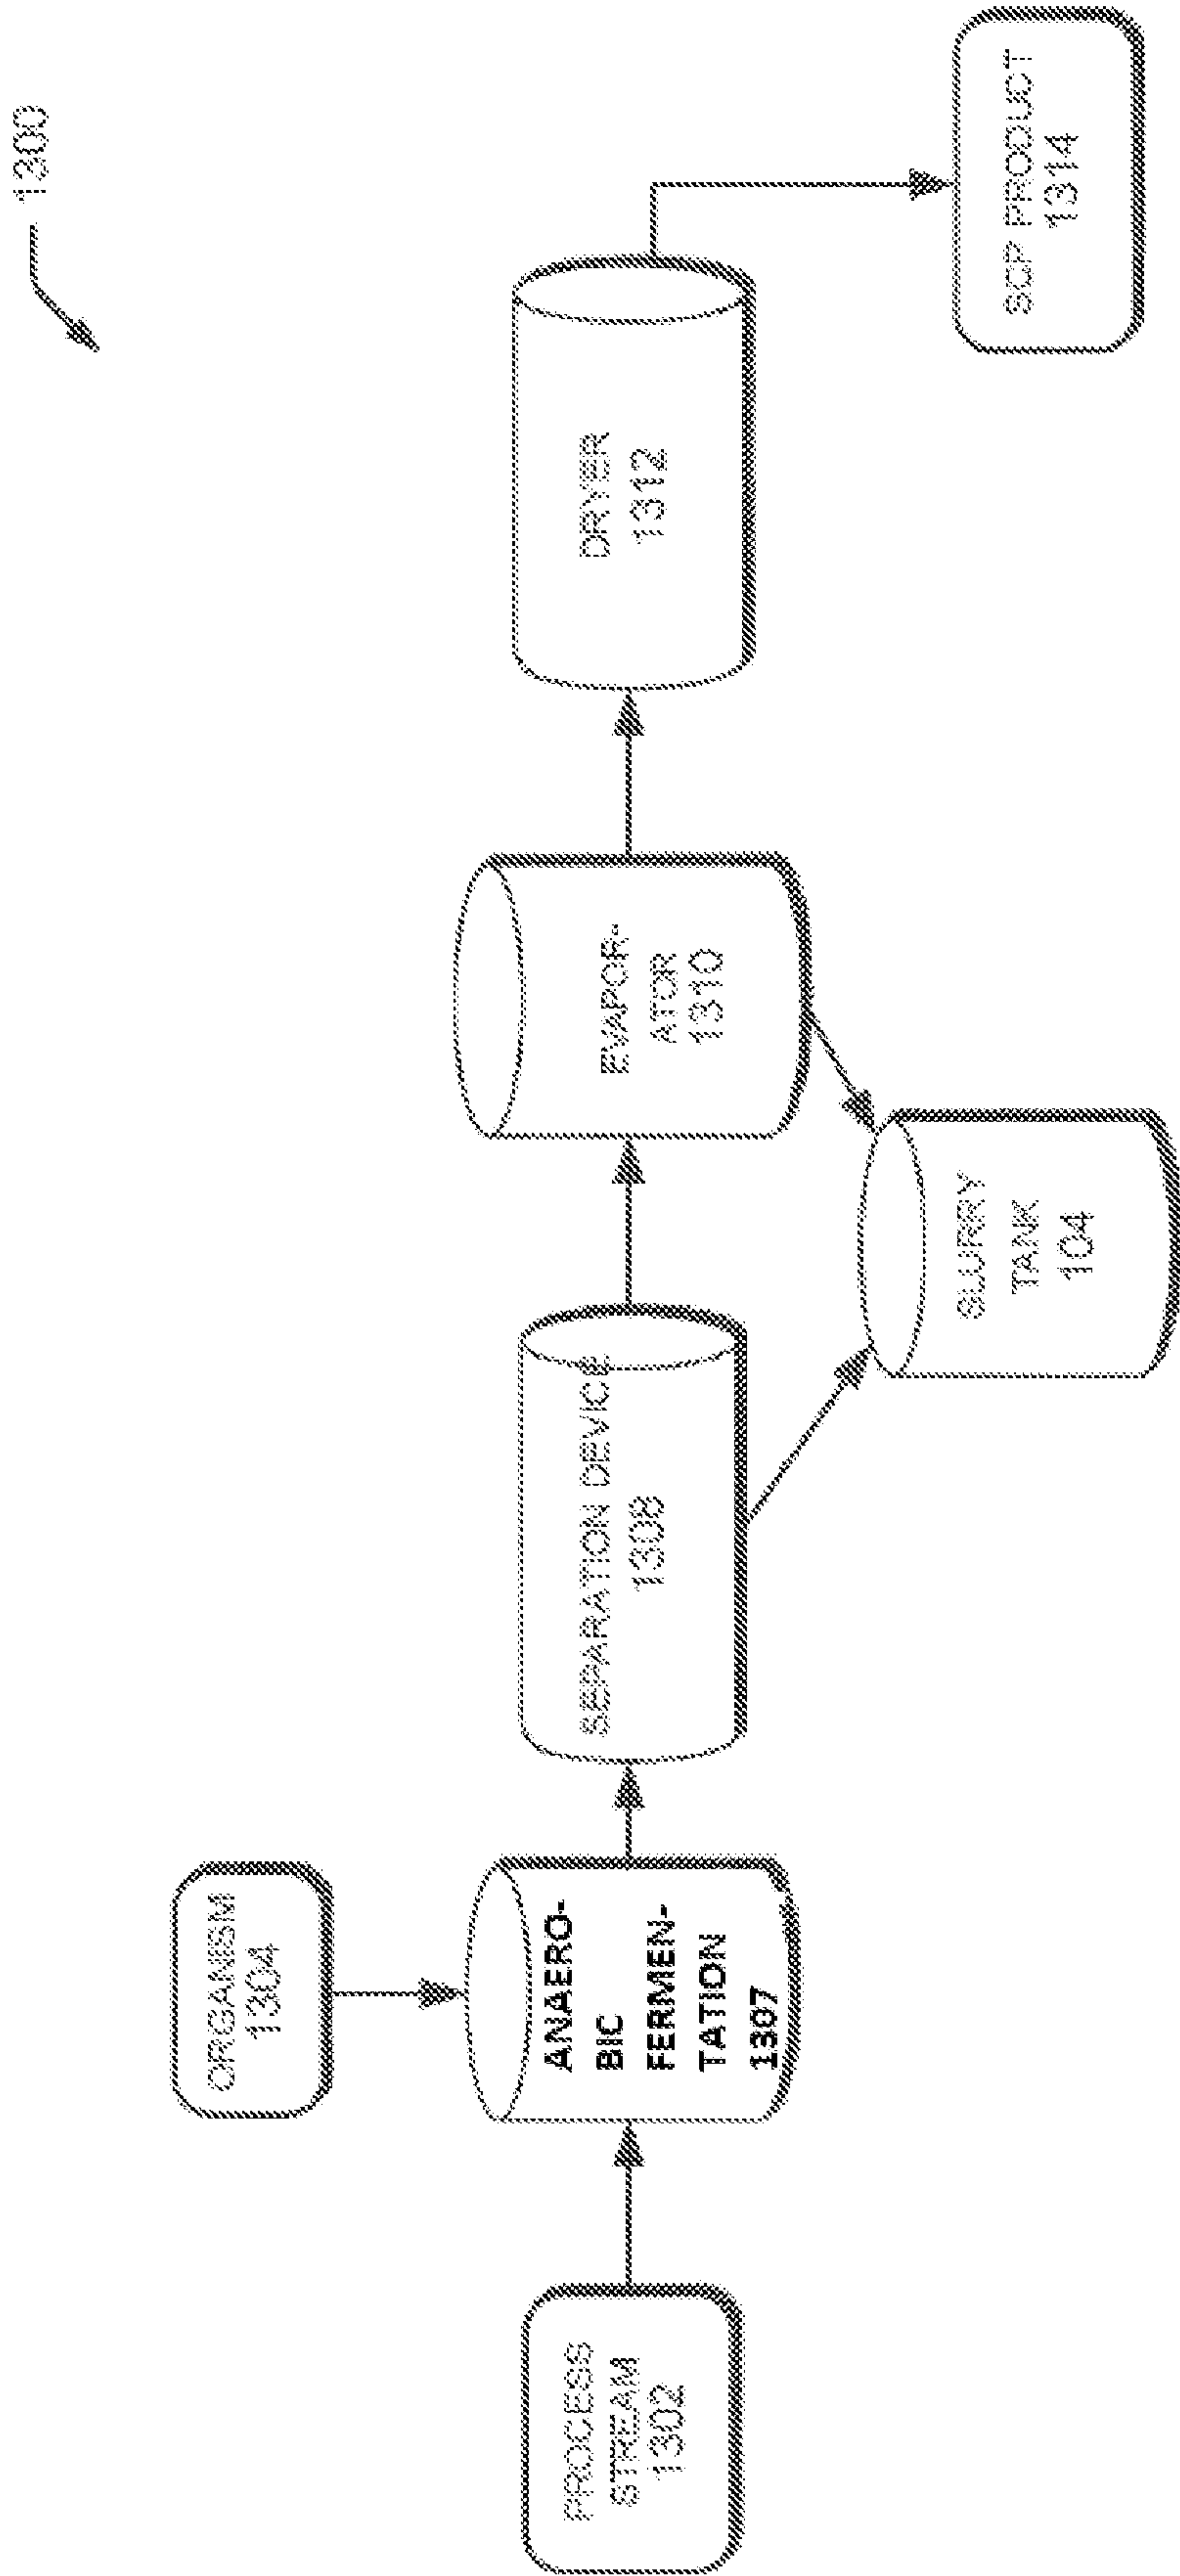 1300
ORGANISM
1304
PROCESS
STREAM
1302
ANAERO-
BIC
FERMEN-
TATION
1307
SEPARATION DEVICE
1308
EVAPOR-
ATOR
1310
DRYER
1312
SLURRY
TANK
104
SCP PRODUCT
1314